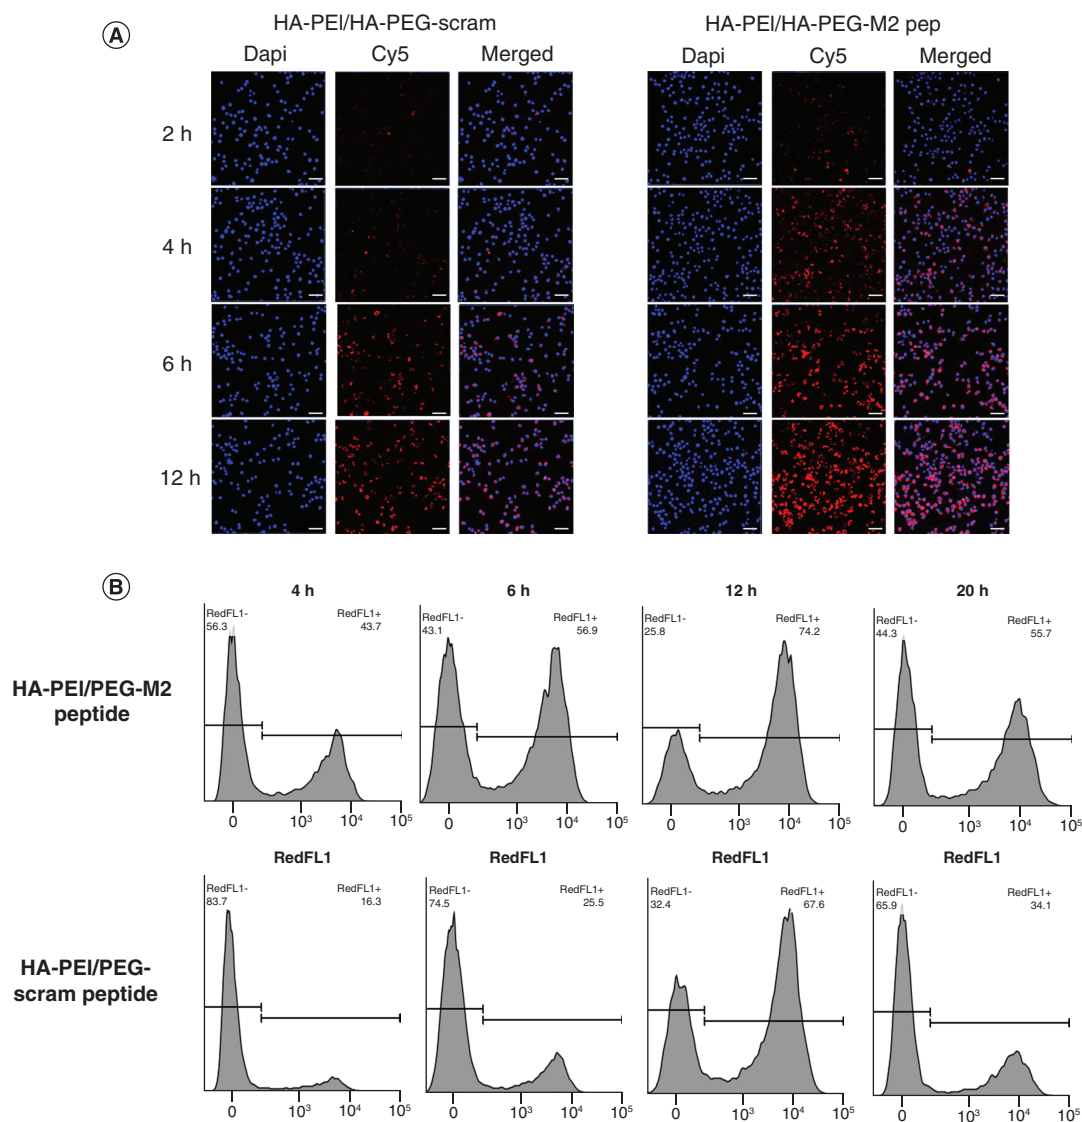 A
HA-PEI/HA-PEG-scram
HA-PEI/HA-PEG-M2 pep
Dapi Cy5 Merged
Dapi Cy5 Merged
2 h
4 h
6 h
12 h
B
4 h
6 h
12 h
20 h
HA-PEI/PEG-M2
peptide
RedFL1-
56.3
RedFL1+
43.7
0 10³ 10⁴ 10⁵
RedFL1
RedFL1-
43.1
RedFL1+
56.9
0 10³ 10⁴ 10⁵
RedFL1
RedFL1-
25.8
RedFL1+
74.2
0 10³ 10⁴ 10⁵
RedFL1
RedFL1-
44.3
RedFL1+
55.7
0 10³ 10⁴ 10⁵
RedFL1
HA-PEI/PEG-
scram peptide
RedFL1-
83.7
RedFL1+
16.3
0 10³ 10⁴ 10⁵
RedFL1-
74.5
RedFL1+
25.5
0 10³ 10⁴ 10⁵
RedFL1-
32.4
RedFL1+
67.6
0 10³ 10⁴ 10⁵
RedFL1-
65.9
RedFL1+
34.1
0 10³ 10⁴ 10⁵